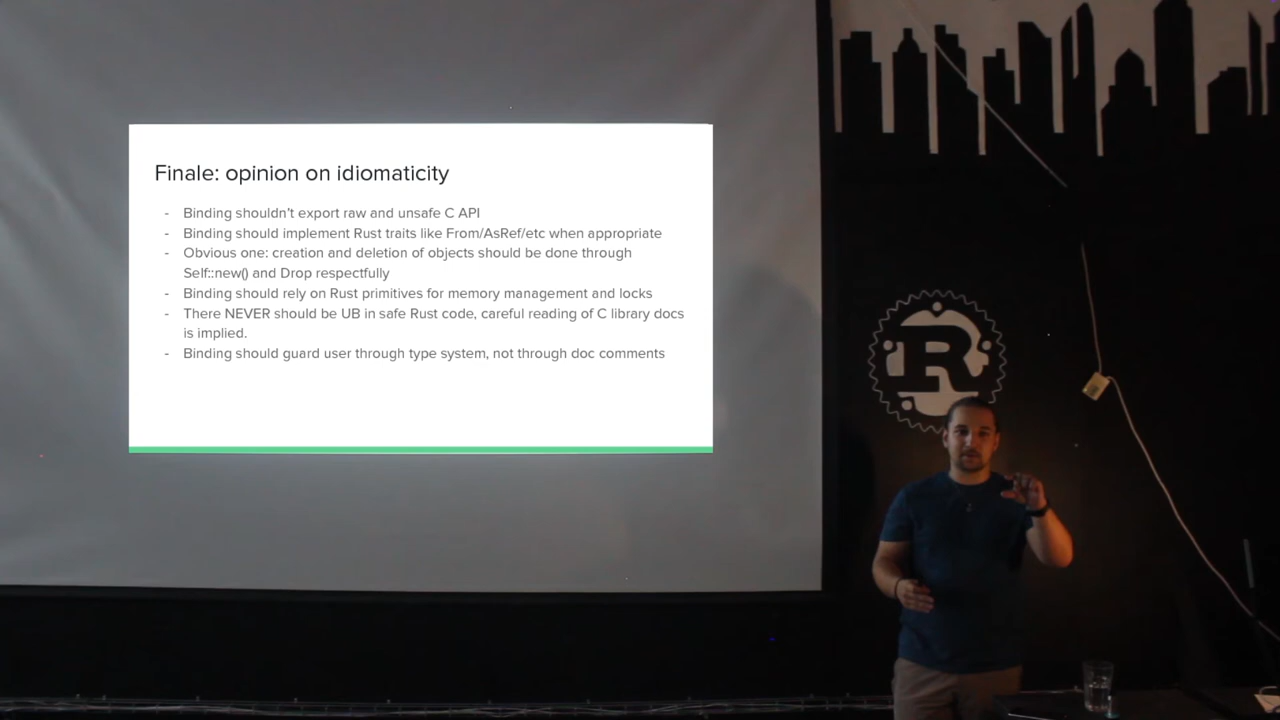 Finale: opinion on idiomaticity
- Binding shouldn't export raw and unsafe C API
- Binding should implement Rust traits like From/AsRef/etc when appropriate
- Obvious one: creation and deletion of objects should be done through
Self::new() and Drop respectfully
- Binding should rely on Rust primitives for memory management and locks
- There NEVER should be UB in safe Rust code, careful reading of C library docs
is implied.
- Binding should guard user through type system, not through doc comments
R